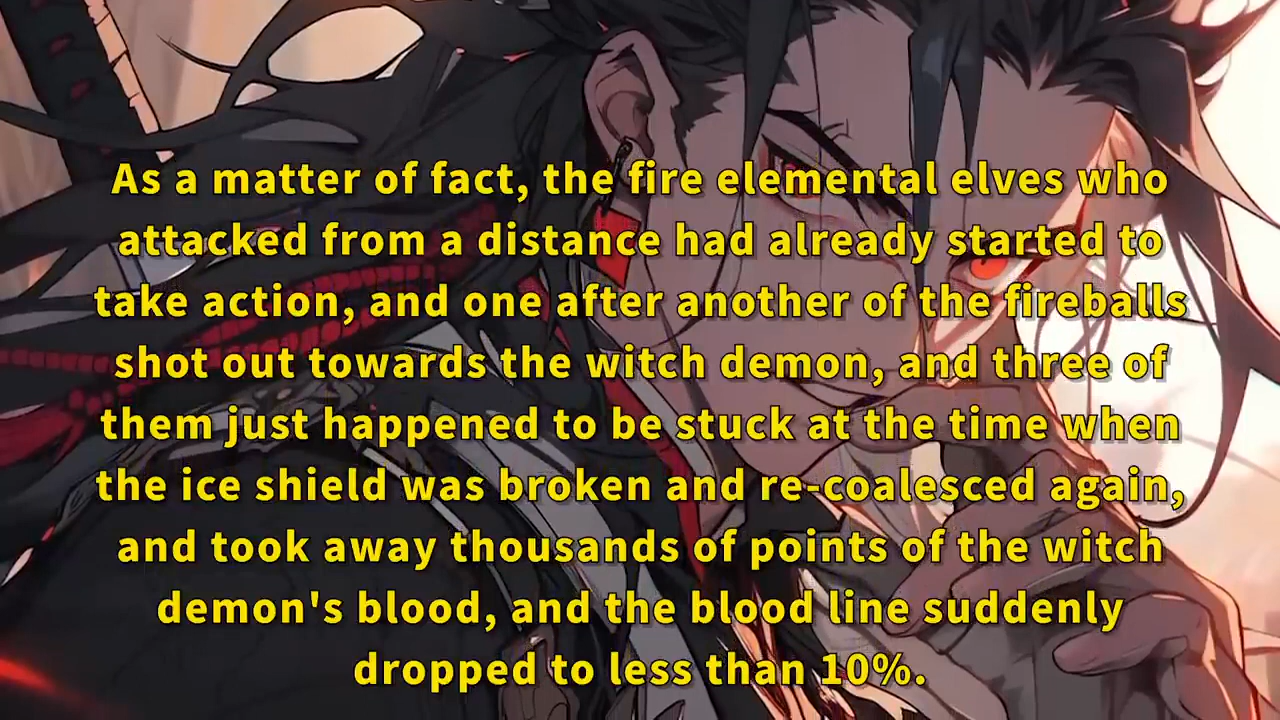 As a matter of fact, the fire elemental elves who
attacked from a distance had already started to
take action, and one after another of the fireballs
shot out towards the witch demon, and three of
them just happened to be stuck at the time when
the ice shield was broken and re-coalesced again,
and took away thousands of points of the witch
demon's blood, and the blood line suddenly
dropped to less than 10%.